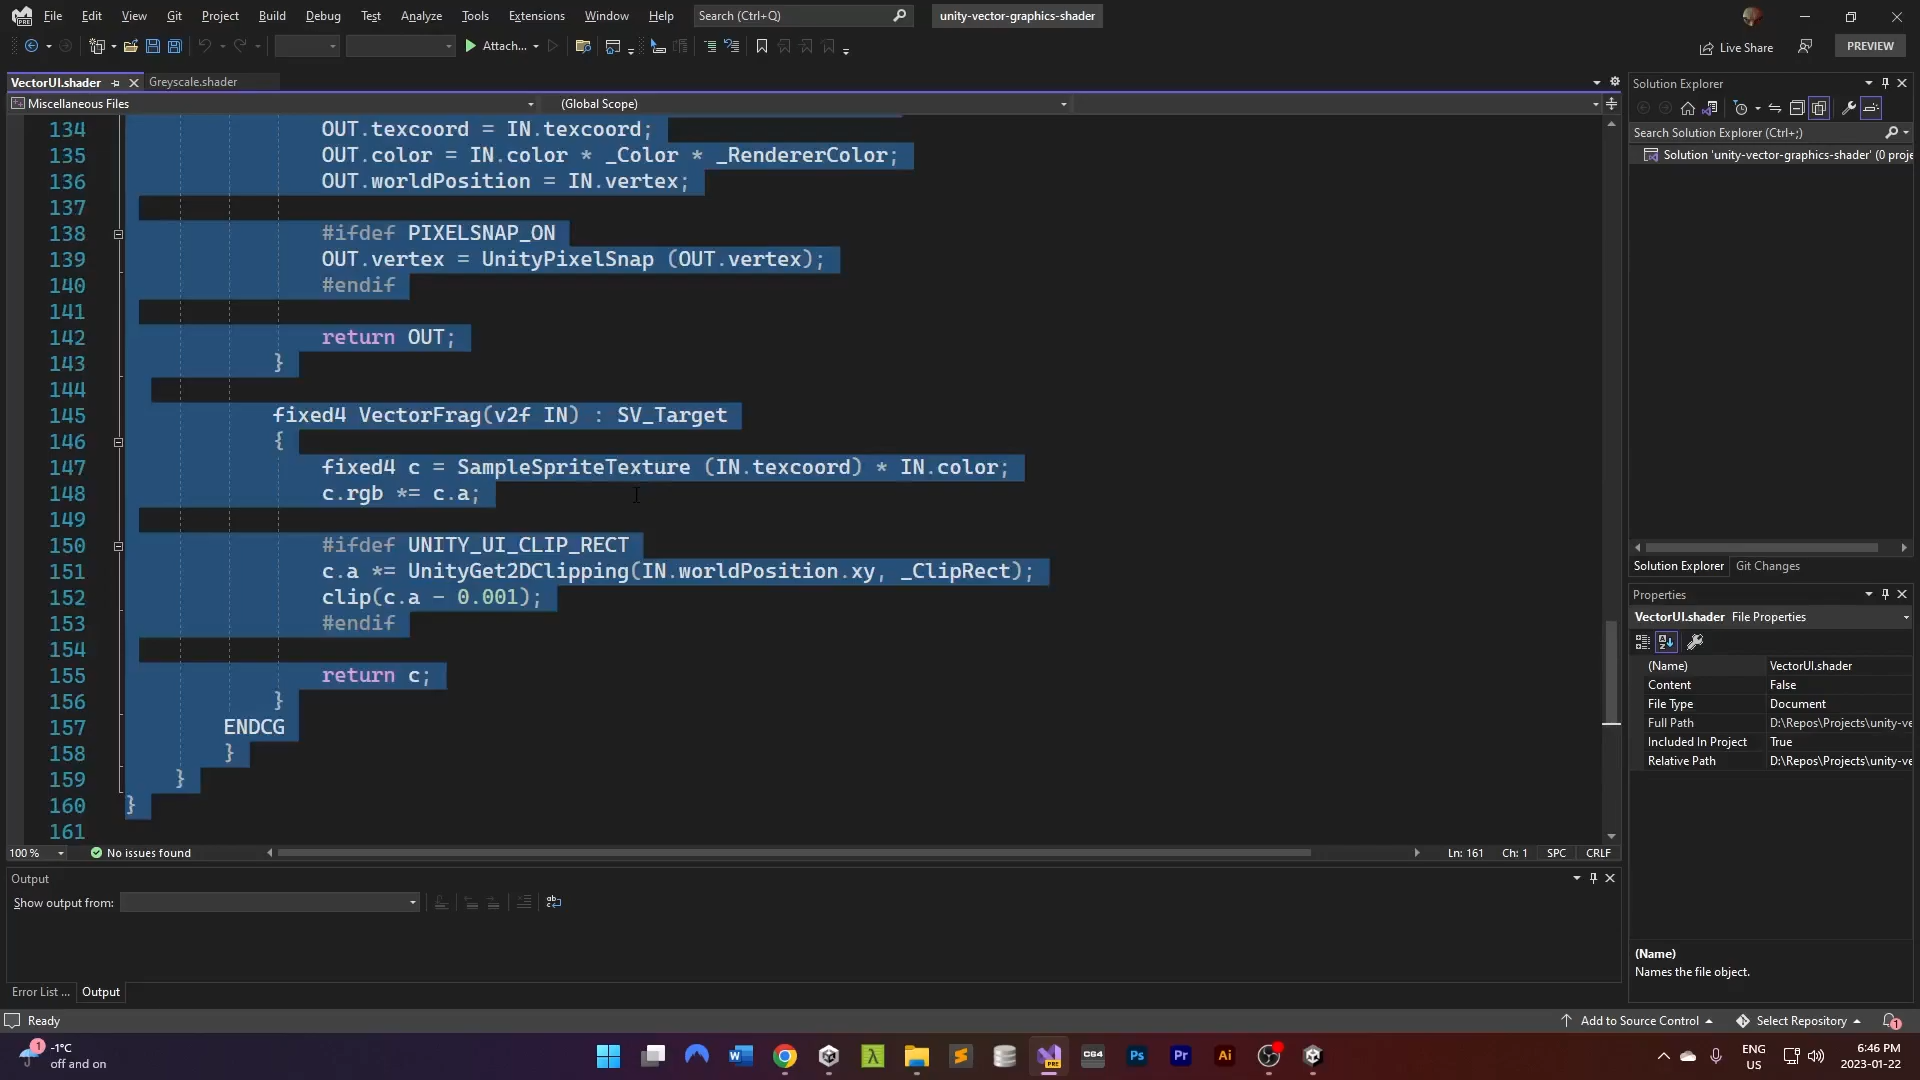 File Edit View Git Project Build Debug Test Analyze Tools Extensions Window Help Search (Ctrl+Q) unity-vector-graphics-shader
Attach... Live Share PREVIEW
VectorUI.shader Greyscale.shader
Miscellaneous Files (Global Scope)
134 OUT.texcoord = IN.texcoord;
135 OUT.color = IN.color * _Color * _RendererColor;
136 OUT.worldPosition = IN.vertex;
137
138 #ifdef PIXELSNAP_ON
139 OUT.vertex = UnityPixelSnap (OUT.vertex);
140 #endif
141
142 return OUT;
143 }
144
145 fixed4 VectorFrag(v2f IN) : SV_Target
146 {
147 fixed4 c = SampleSpriteTexture (IN.texcoord) * IN.color;
148 c.rgb *= c.a;
149
150 #ifdef UNITY_UI_CLIP_RECT
151 c.a *= UnityGet2DClipping(IN.worldPosition.xy, _ClipRect);
152 clip(c.a - 0.001);
153 #endif
154
155 return c;
156 }
157 ENDCG
158 }
159 }
160 }
161
100 % No issues found Ln: 161 Ch: 1 SPC CRLF
Output
Show output from:
Error List ... Output
Solution Explorer
Search Solution Explorer (Ctrl+;)
Solution 'unity-vector-graphics-shader' (0 proje
Solution Explorer Git Changes
Properties
VectorUI.shader File Properties
(Name) VectorUI.shader
Content False
File Type Document
Full Path D:\Repos\Projects\unity-ve
Included In Project True
Relative Path D:\Repos\Projects\unity-ve
(Name)
Names the file object.
Ready Add to Source Control Select Repository 1
1 -1°C
off and on
PRE CG4 Ps Pr Ai
ENG
US
6:46 PM
2023-01-22